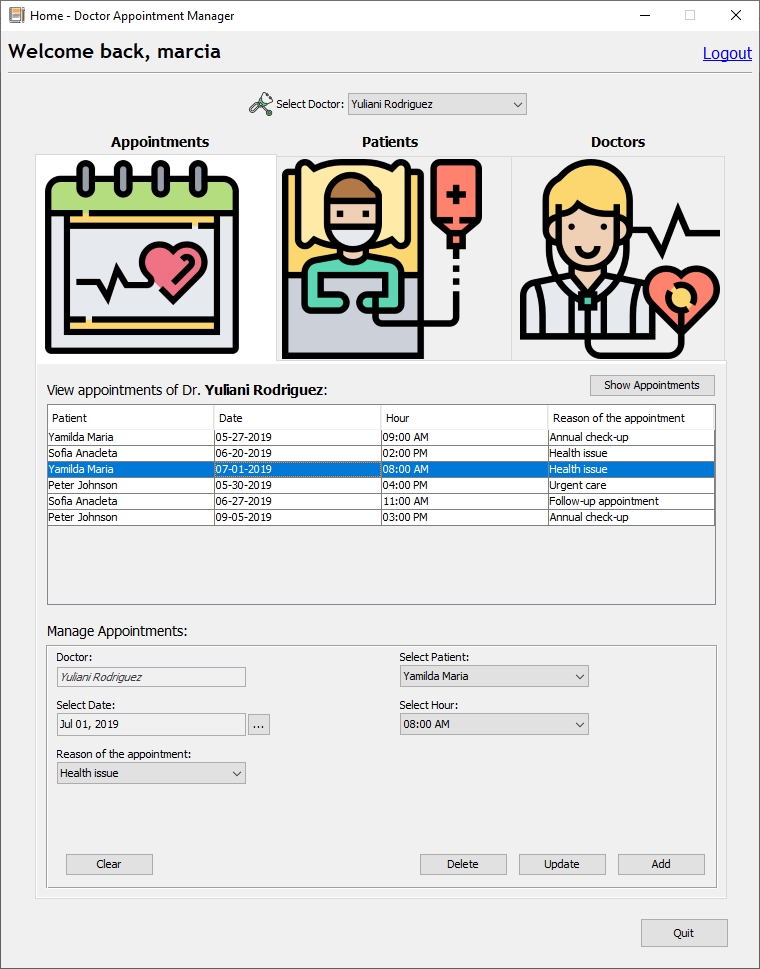 Home - Doctor Appointment Manager
Welcome back, marcia
Logout
Select Doctor: Yuliani Rodriguez
Appointments Patients Doctors
View appointments of Dr. Yuliani Rodriguez:
Show Appointments
Patient Date Hour Reason of the appointment
Yamilda Maria 05-27-2019 09:00 AM Annual check-up
Sofia Anacleta 06-20-2019 02:00 PM Health issue
Yamilda Maria 07-01-2019 08:00 AM Health issue
Peter Johnson 05-30-2019 04:00 PM Urgent care
Sofia Anacleta 06-27-2019 11:00 AM Follow-up appointment
Peter Johnson 09-05-2019 03:00 PM Annual check-up
Manage Appointments:
Doctor: Select Patient:
Yuliani Rodriguez Yamilda Maria
Select Date: Select Hour:
Jul 01, 2019 ... 08:00 AM
Reason of the appointment:
Health issue
Clear Delete Update Add
Quit